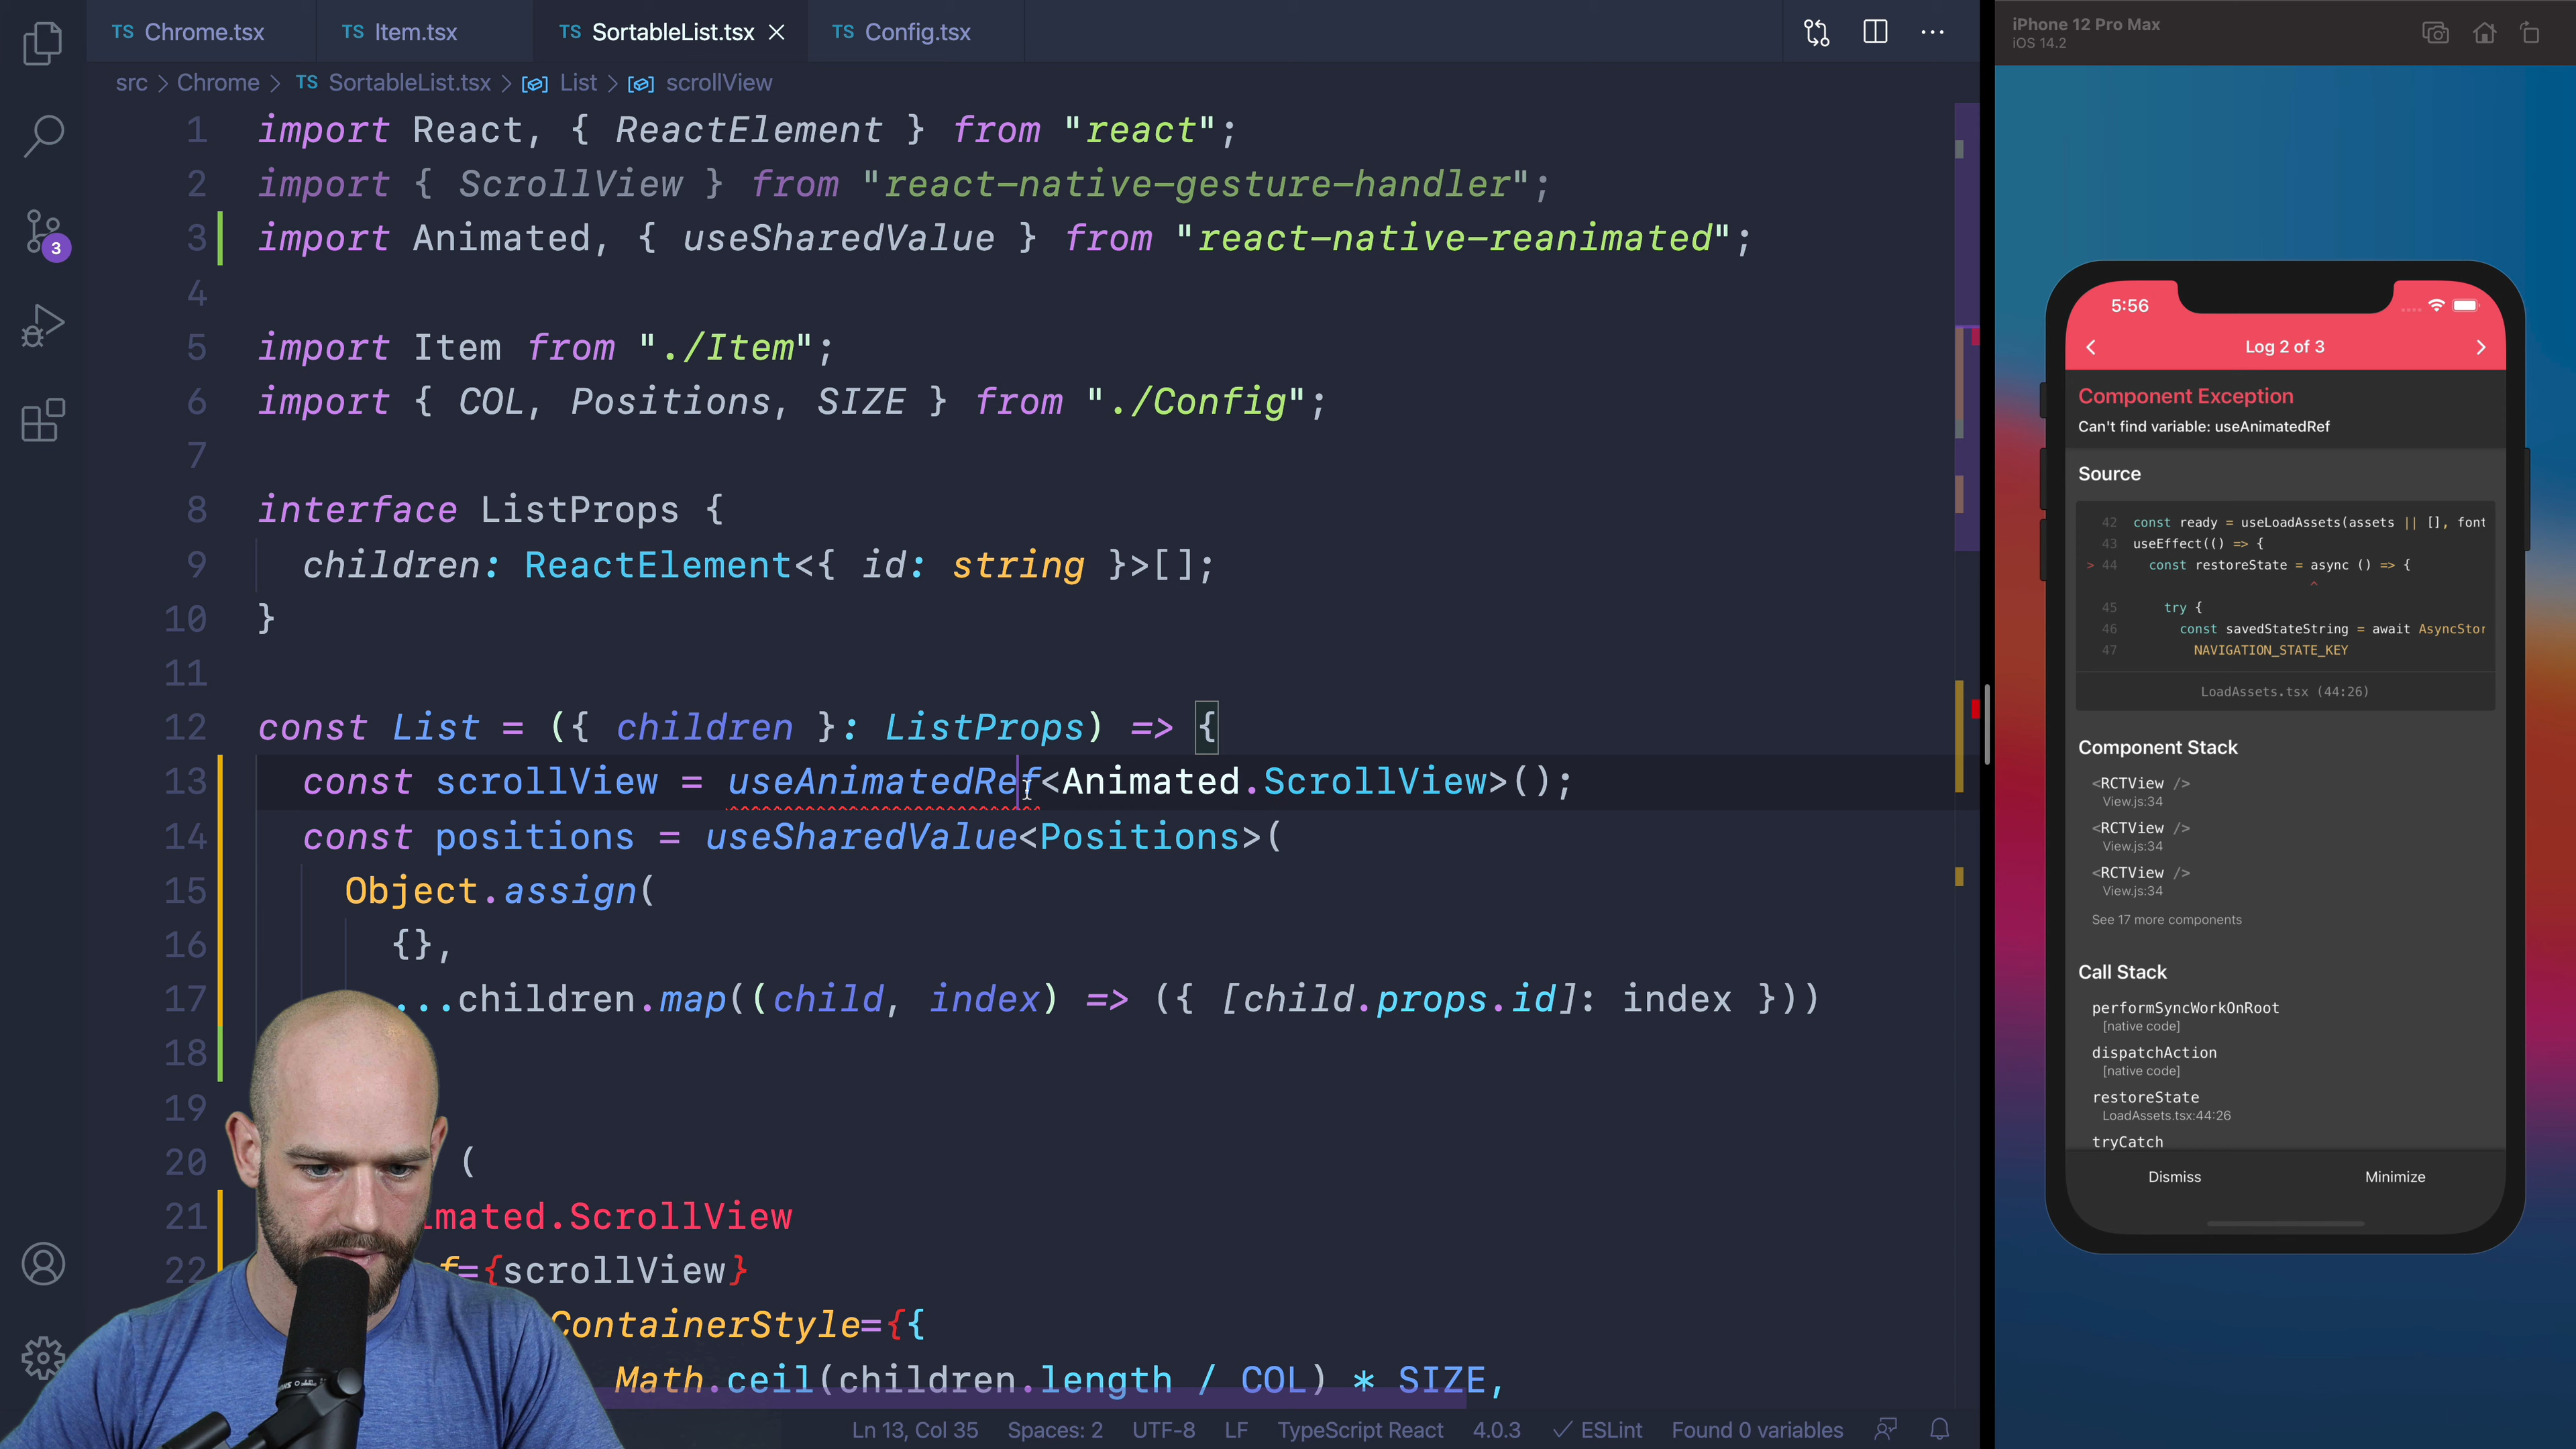 TS Chrome.tsx
TS Item.tsx
TS SortableList.tsx
TS Config.tsx
src > Chrome > TS SortableList.tsx > List > scrollView
1 import React, { ReactElement } from "react";
2 import { ScrollView } from "react-native-gesture-handler";
3 import Animated, { useSharedValue } from "react-native-reanimated";
4
5 import Item from "./Item";
6 import { COL, Positions, SIZE } from "./Config";
7
8 interface ListProps {
9 children: ReactElement<{ id: string }>[];
10 }
11
12 const List = ({ children }: ListProps) => {
13 const scrollView = useAnimatedRef<Animated.ScrollView>();
14 const positions = useSharedValue<Positions>(
15 Object.assign(
16 {},
17 ...children.map((child, index) => ({ [child.props.id]: index }))
18
19
20 (
21 imated.ScrollView
22 f={scrollView}
ContainerStyle={{
Math.ceil(children.length / COL) * SIZE,
3
Ln 13, Col 35 Spaces: 2 UTF-8 LF TypeScript React 4.0.3 ESLint Found 0 variables
iPhone 12 Pro Max
iOS 14.2
5:56
Log 2 of 3
Component Exception
Can't find variable: useAnimatedRef
Source
42 const ready = useLoadAssets(assets || [], font
43 useEffect(() => {
> 44 const restoreState = async () => {
^
45 try {
46 const savedStateString = await AsyncStor
47 NAVIGATION_STATE_KEY
LoadAssets.tsx (44:26)
Component Stack
<RCTView />
View.js:34
<RCTView />
View.js:34
<RCTView />
View.js:34
See 17 more components
Call Stack
performSyncWorkOnRoot
[native code]
dispatchAction
[native code]
restoreState
LoadAssets.tsx:44:26
tryCatch
Dismiss Minimize